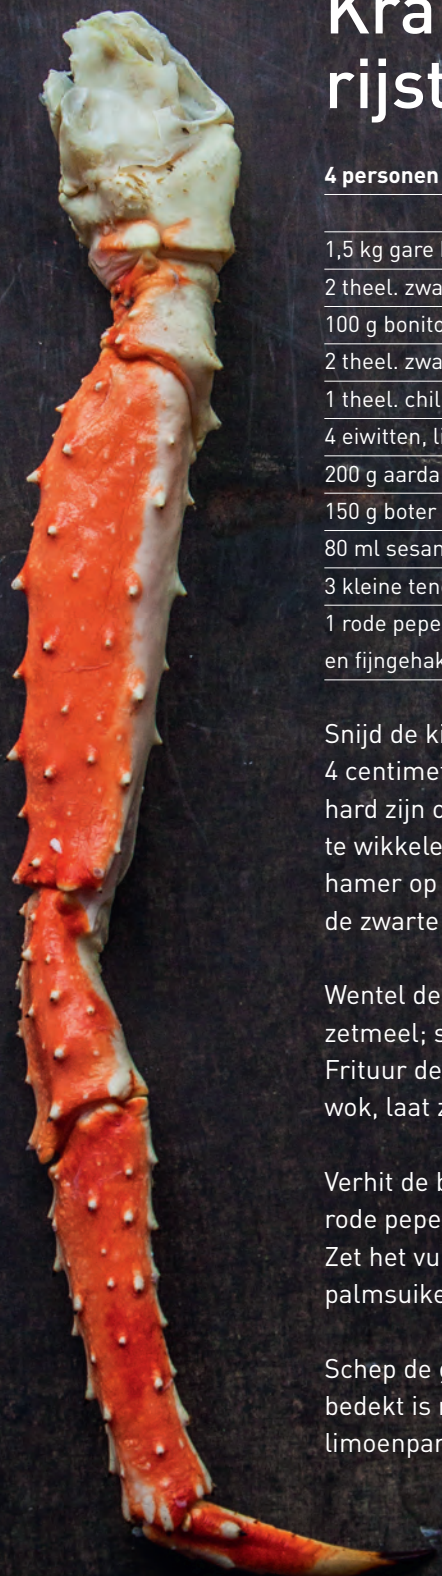 Kra
rijst
4 personen
1,5 kg gare
2 theel. zwa
100 g bonito
2 theel. zwa
1 theel. chil
4 eiwitten, li
200 g aarda
150 g boter
80 ml sesam
3 kleine ten
1 rode pepe
en fijngehak
Snijd de ki
4 centimet
hard zijn o
te wikkele
hamer op
de zwarte
Wentel de
zetmeel; s
Frituur de
wok, laat z
Verhit de b
rode pepe
Zet het vu
palmsuike
Schep de g
bedekt is
limoenpar